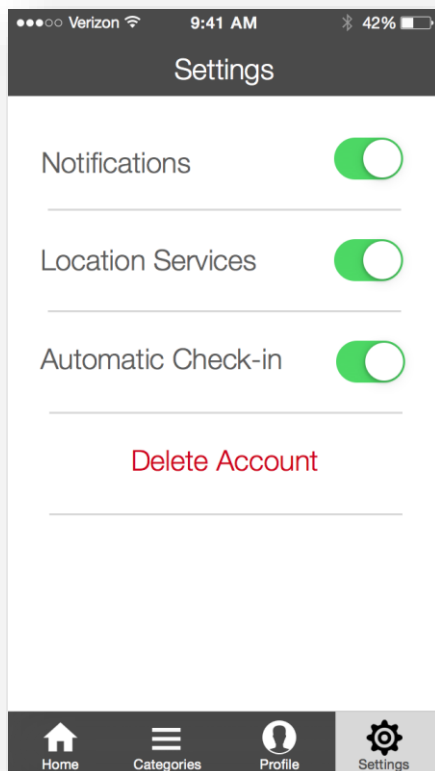 Verizon 9:41 AM 42%
Settings
Notifications
Location Services
Automatic Check-in
Delete Account
Home Categories Profile Settings